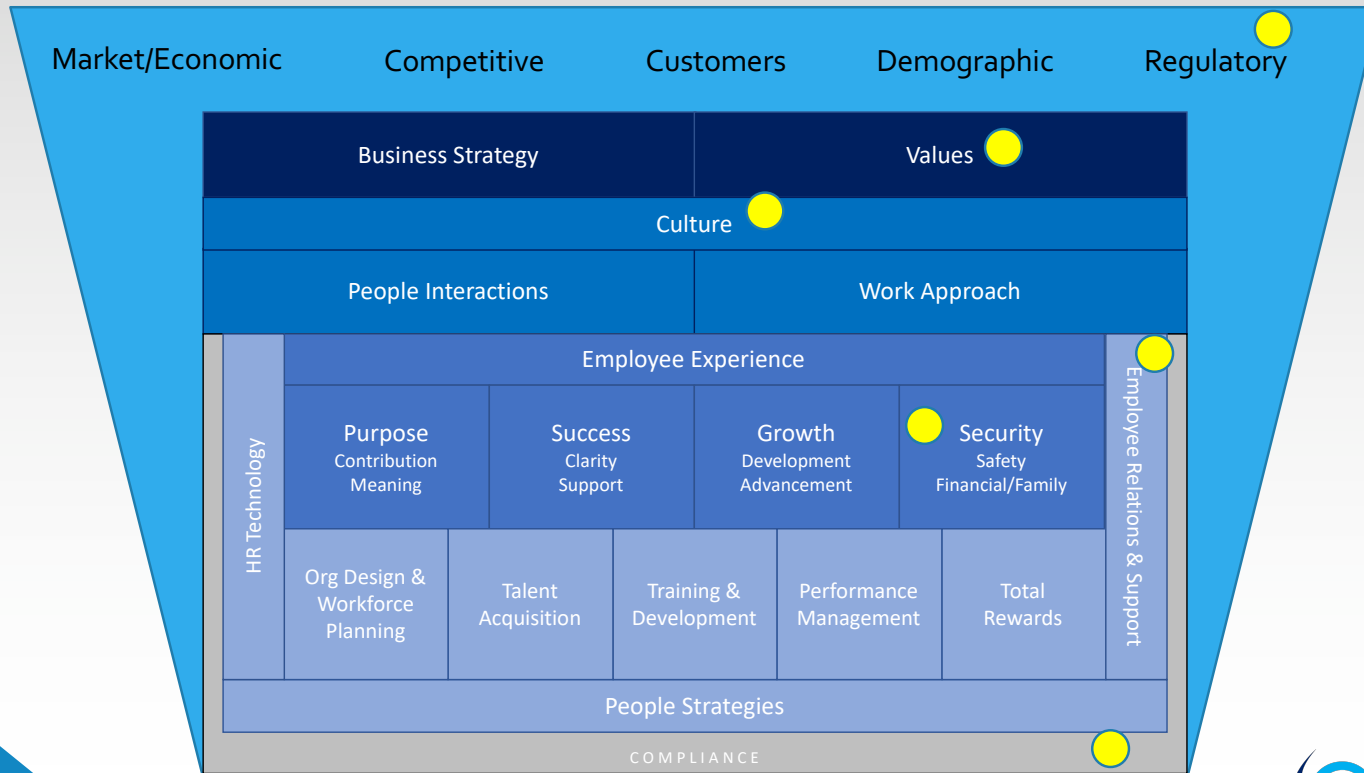 Market/Economic
Competitive
Customers
Demographic
Regulatory
Business Strategy
Values
Culture
People Interactions
Work Approach
Employee Experience
HR Technology
Purpose
Contribution
Meaning
Success
Clarity
Support
Growth
Development
Advancement
Security
Safety
Financial/Family
Employee Relations & Support
Org Design &
Workforce
Planning
Talent
Acquisition
Training &
Development
Performance
Management
Total
Rewards
People Strategies
COMPLIANCE